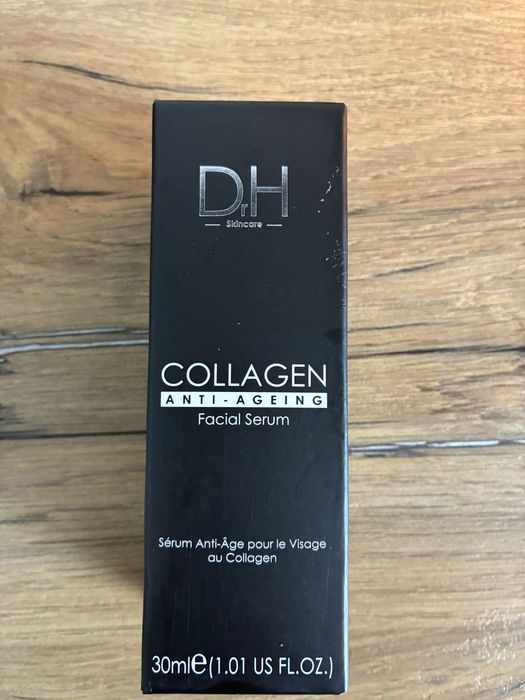 DrH
Skincare
COLLAGEN
ANTI-AGEING
Facial Serum
Sérum Anti-Âge pour le Visage
au Collagen
30ml℮(1.01 US FL.OZ.)